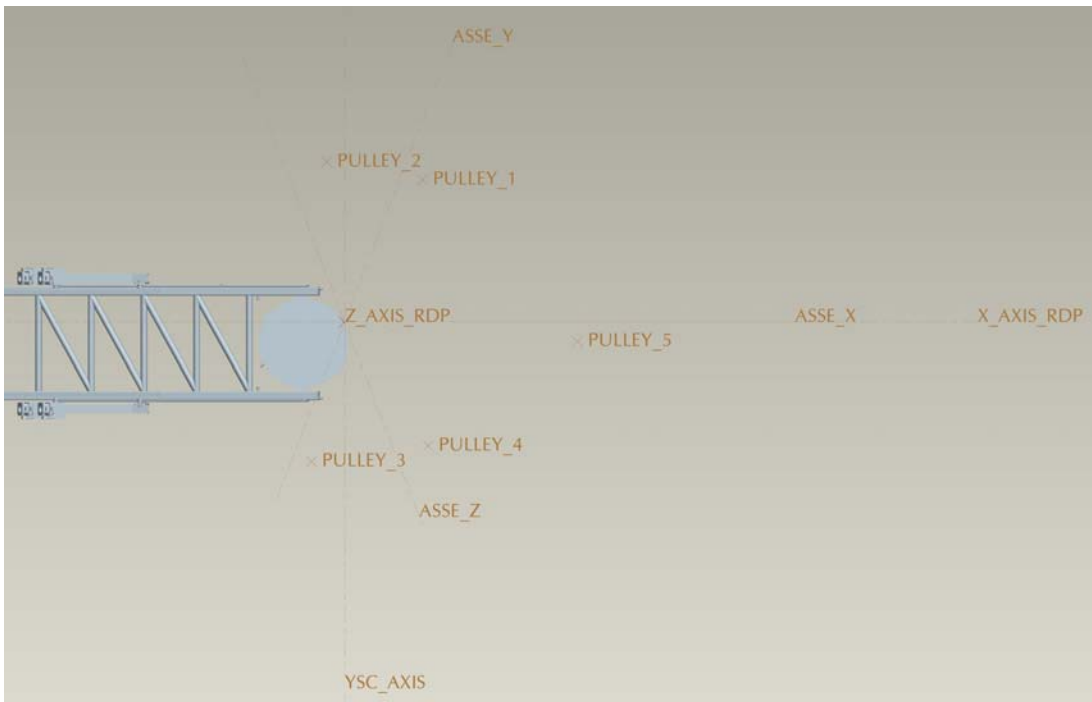 ASSE_Y
PULLEY_2
PULLEY_1
Z_AXIS_RDP
ASSE_X
X_AXIS_RDP
PULLEY_5
PULLEY_4
PULLEY_3
ASSE_Z
YSC_AXIS